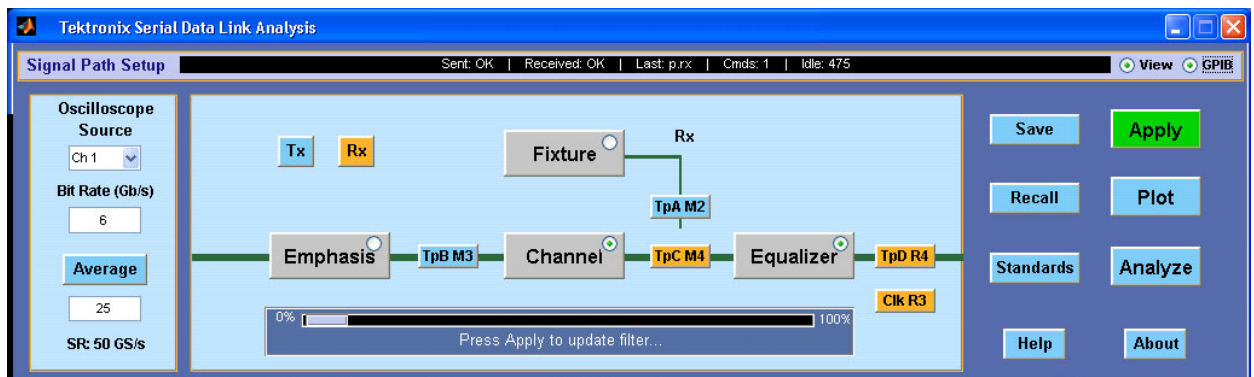 Tektronix Serial Data Link Analysis
Signal Path Setup
Sent: OK | Received: OK | Last: p.rx | Cmds: 1 | Idle: 475
View GPIB
Oscilloscope
Source
Ch 1
Bit Rate (Gb/s)
6
Average
25
SR: 50 GS/s
Tx
Rx
Fixture
Rx
TpA M2
Emphasis
TpB M3
Channel
TpC M4
Equalizer
TpD R4
Clk R3
0%
100%
Press Apply to update filter...
Save
Apply
Recall
Plot
Standards
Analyze
Help
About